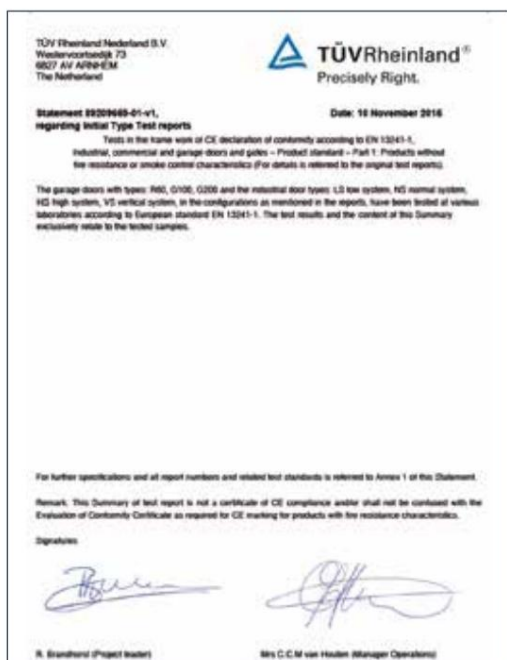 TÜV Rheinland Nederland B.V.
Westervoortsedijk 73
6827 AV ARNHEM
The Netherland
TÜVRheinland®
Precisely Right.
Statement 89209660-01-v1,
regarding Initial Type Test reports
Date: 10 November 2016
Tests in the frame work of CE declaration of conformity according to EN 13241-1,
Industrial, commercial and garage doors and gates – Product standard – Part 1: Products without
fire resistance or smoke control characteristics (For details is referred to the original test reports).
The garage doors with types: R60, G100, G200 and the industrial door types: LS low system, NS normal system,
HS high system, VS vertical system, in the configurations as mentioned in the reports, have been tested at various
laboratories according to European standard EN 13241-1. The test results and the content of this Summary
exclusively relate to the tested samples.
For further specifications and all report numbers and related test standards is referred to Annex 1 of this Statement.
Remark: This Summary of test report is not a certificate of CE compliance and/or shall not be confused with the
Evaluation of Conformity Certificate as required for CE marking for products with fire resistance characteristics.
Signatures
R. Brandhorst (Project leader)
Mrs C.C.M van Houten (Manager Operations)